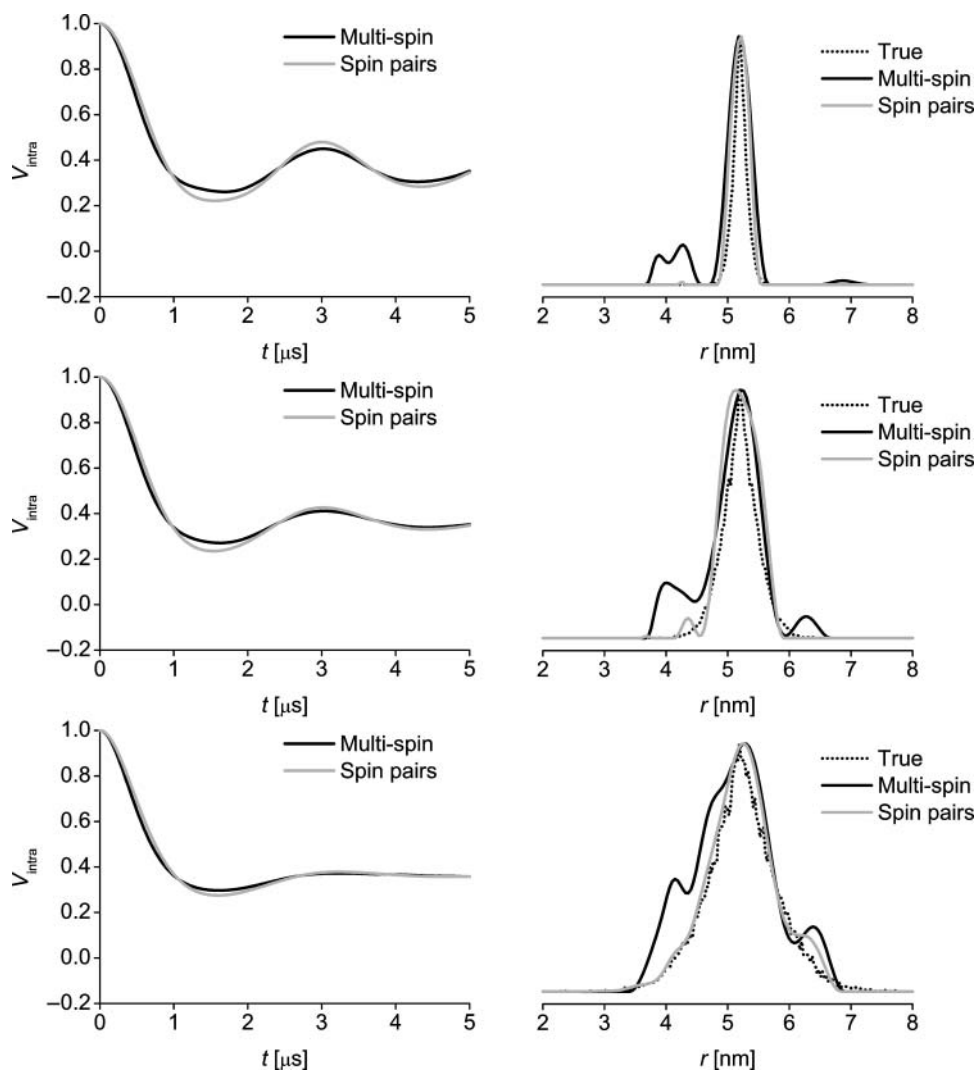 1.0
0.8
0.6
0.4
0.2
0.0
–0.2
V_intra
0 1 2 3 4 5
t [μs]
Multi-spin
Spin pairs
True
Multi-spin
Spin pairs
2 3 4 5 6 7 8
r [nm]
1.0
0.8
0.6
0.4
0.2
0.0
–0.2
V_intra
0 1 2 3 4 5
t [μs]
Multi-spin
Spin pairs
True
Multi-spin
Spin pairs
2 3 4 5 6 7 8
r [nm]
1.0
0.8
0.6
0.4
0.2
0.0
–0.2
V_intra
0 1 2 3 4 5
t [μs]
Multi-spin
Spin pairs
True
Multi-spin
Spin pairs
2 3 4 5 6 7 8
r [nm]